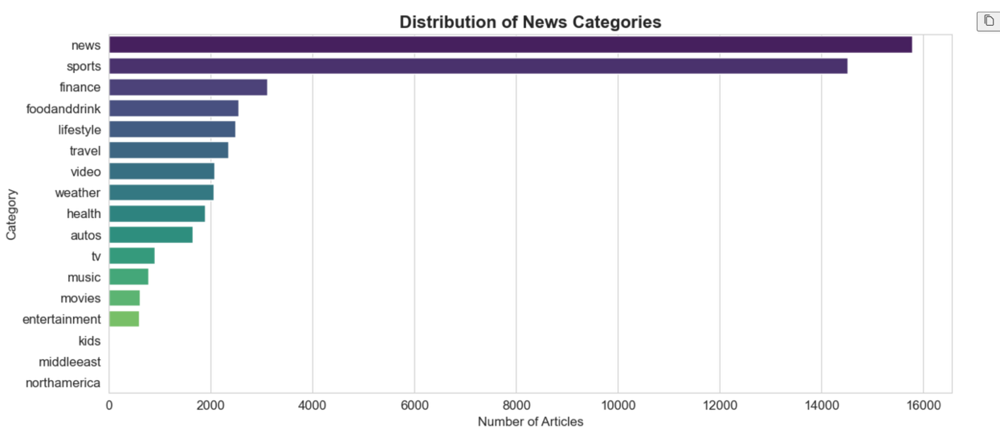 Distribution of News Categories
news
sports
finance
foodanddrink
lifestyle
travel
video
weather
health
autos
tv
music
movies
entertainment
kids
middleeast
northamerica
Category
0 2000 4000 6000 8000 10000 12000 14000 16000
Number of Articles